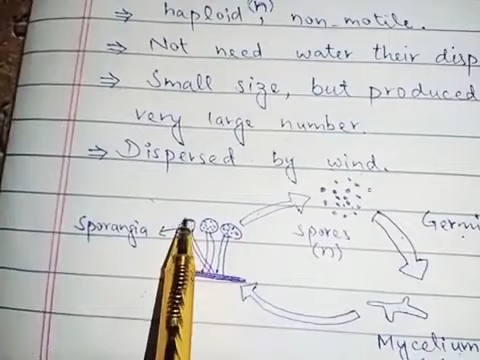 ⇒ haploid (n), non-motile.
⇒ Not need water their disp
⇒ Small size, but produced
very large number.
⇒ Dispersed by wind.
Sporangia
spores
(n)
Germi
Mycelium